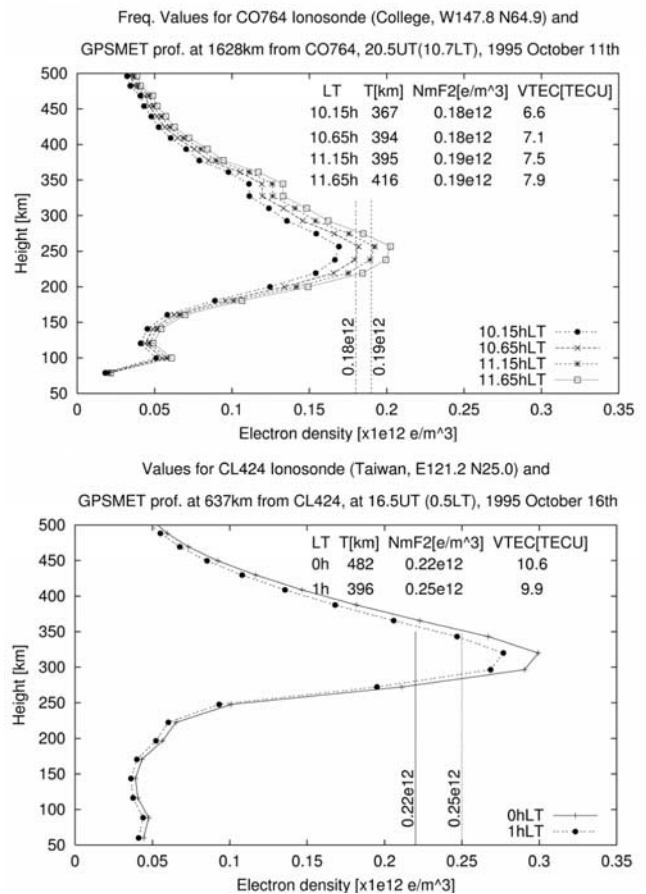 Freq. Values for CO764 Ionosonde (College, W147.8 N64.9) and
GPSMET prof. at 1628km from CO764, 20.5UT(10.7LT), 1995 October 11th
500
450
400
350
300
250
200
150
100
50
Height [km]
LT T[km] NmF2[e/m^3] VTEC[TECU]
10.15h 367 0.18e12 6.6
10.65h 394 0.18e12 7.1
11.15h 395 0.19e12 7.5
11.65h 416 0.19e12 7.9
0.18e12
0.19e12
10.15hLT
10.65hLT
11.15hLT
11.65hLT
0 0.05 0.1 0.15 0.2 0.25 0.3 0.35
Electron density [x1e12 e/m^3]
Values for CL424 Ionosonde (Taiwan, E121.2 N25.0) and
GPSMET prof. at 637km from CL424, at 16.5UT (0.5LT), 1995 October 16th
500
450
400
350
300
250
200
150
100
50
Height [km]
LT T[km] NmF2[e/m^3] VTEC[TECU]
0h 482 0.22e12 10.6
1h 396 0.25e12 9.9
0.22e12
0.25e12
0hLT
1hLT
0 0.05 0.1 0.15 0.2 0.25 0.3 0.35
Electron density [x1e12 e/m^3]